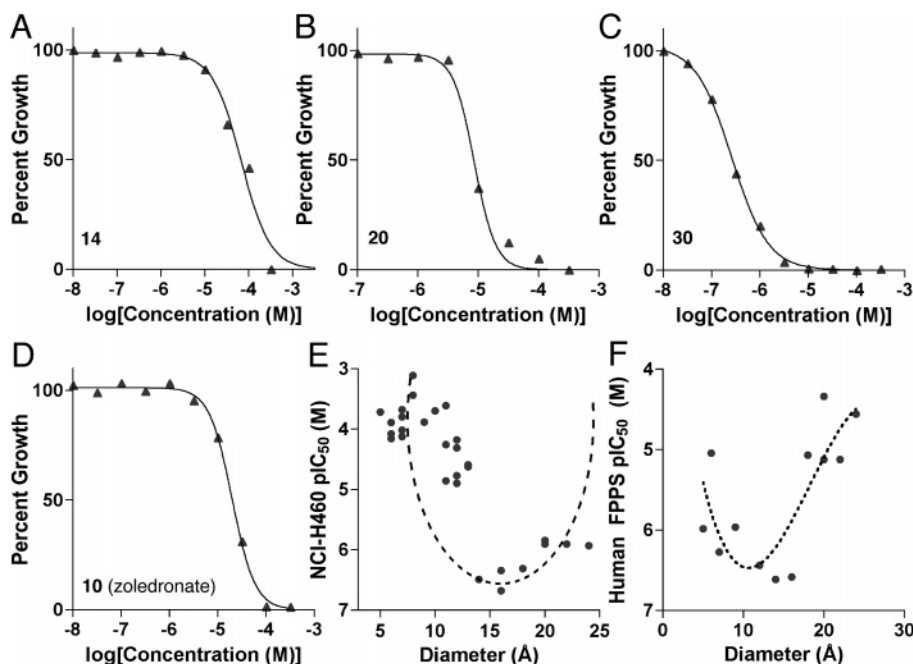 A
Percent Growth
100
50
0
14
-8 -7 -6 -5 -4 -3
log[Concentration (M)]
B
Percent Growth
100
50
0
20
-7 -6 -5 -4 -3
log[Concentration (M)]
C
Percent Growth
100
50
0
30
-8 -7 -6 -5 -4 -3
log[Concentration (M)]
D
Percent Growth
100
50
0
10 (zoledronate)
-8 -7 -6 -5 -4 -3
log[Concentration (M)]
E
NCI-H460 pIC50 (M)
3
4
5
6
7
5 10 15 20 25
Diameter (Å)
F
Human FPPS pIC50 (M)
4
5
6
7
0 10 20 30
Diameter (Å)